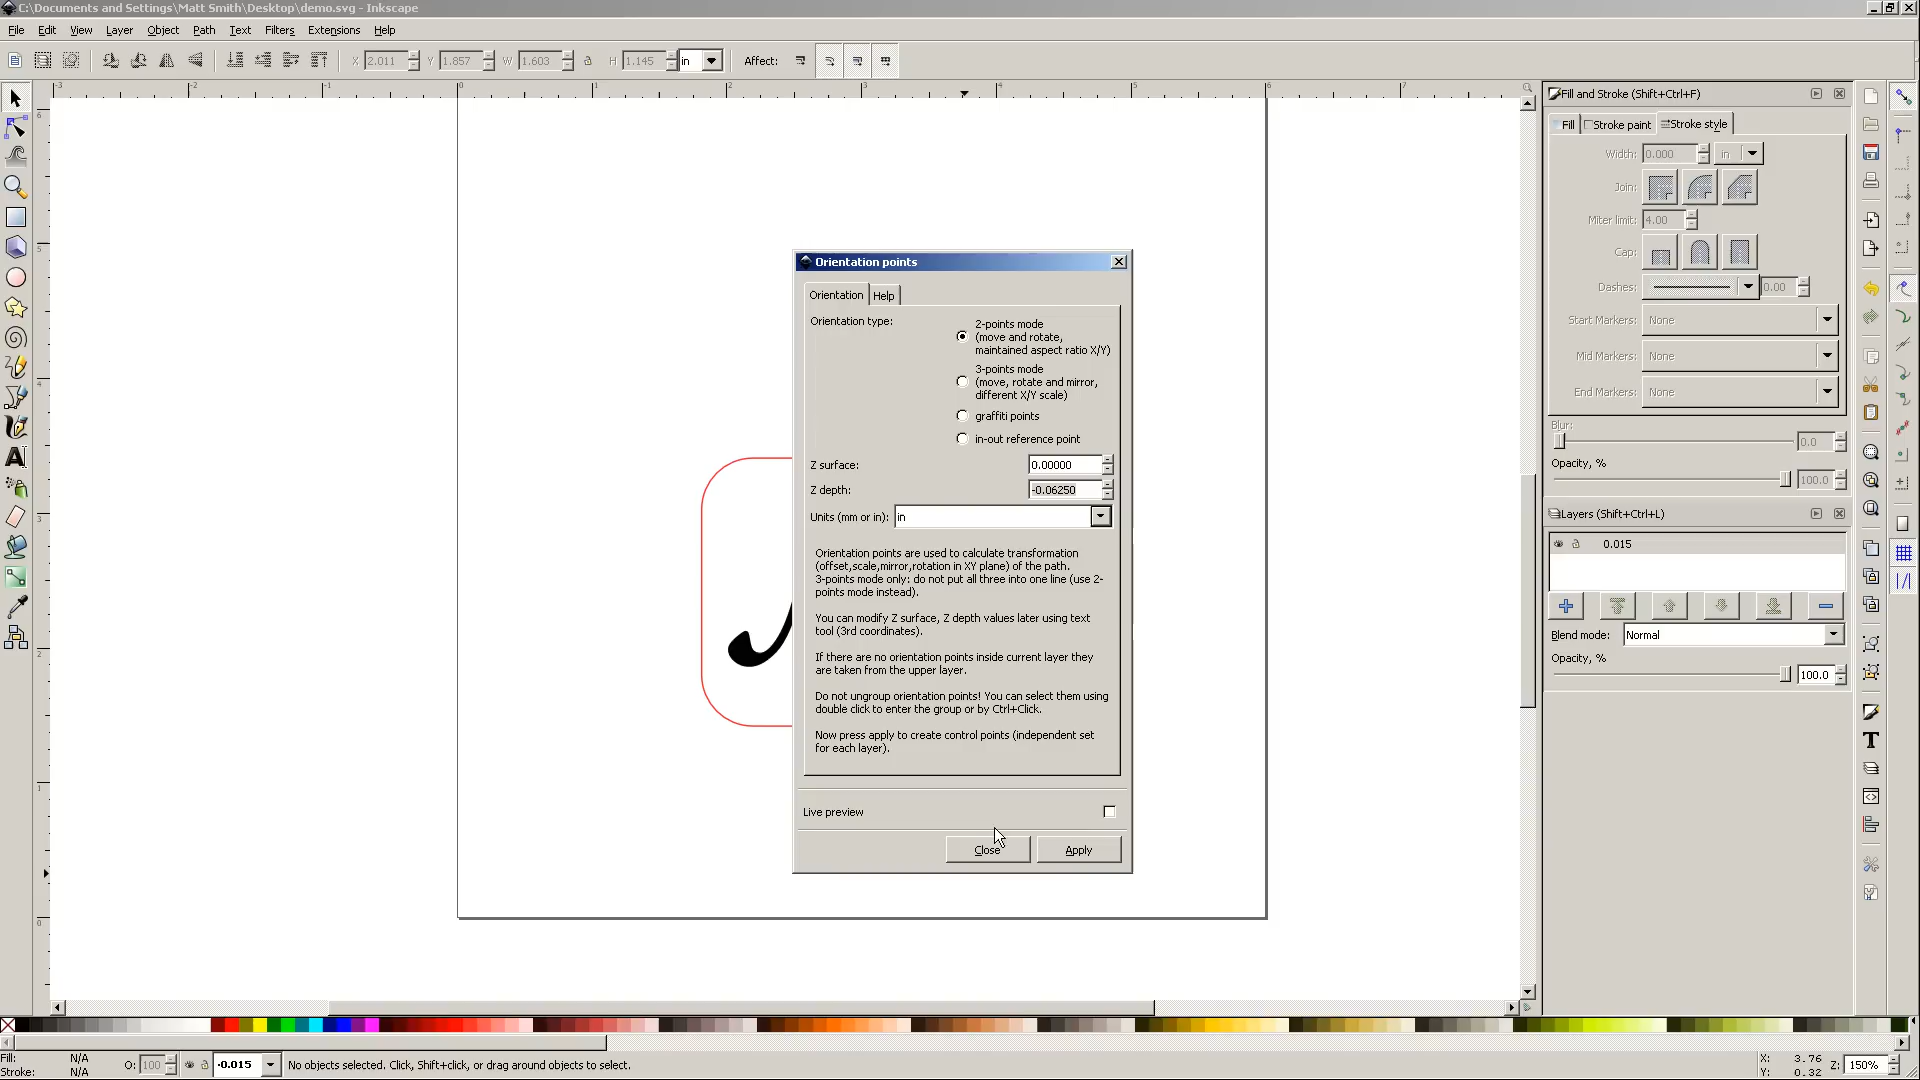 C:\Documents and Settings\Matt Smith\Desktop\demo.svg - Inkscape
File Edit View Layer Object Path Text Filters Extensions Help
X 2.011 Y 1.857 W 1.603 H 1.145 in Affect:
Fill and Stroke (Shift+Ctrl+F)
Fill Stroke paint Stroke style
Width: 0.000 in
Join:
Miter limit: 4.00
Cap:
Dashes: 0.00
Start Markers: None
Mid Markers: None
End Markers: None
Blur:
0.0
Opacity, %
100.0
Layers (Shift+Ctrl+L)
0.015
Blend mode: Normal
Opacity, %
100.0
Orientation points
Orientation Help
Orientation type:
2-points mode
(move and rotate,
maintained aspect ratio X/Y)
3-points mode
(move, rotate and mirror,
different X/Y scale)
graffiti points
in-out reference point
Z surface: 0.00000
Z depth: -0.06250
Units (mm or in): in
Orientation points are used to calculate transformation
(offset,scale,mirror,rotation in XY plane) of the path.
3-points mode only: do not put all three into one line (use 2-
points mode instead).
You can modify Z surface, Z depth values later using text
tool (3rd coordinates).
If there are no orientation points inside current layer they
are taken from the upper layer.
Do not ungroup orientation points! You can select them using
double click to enter the group or by Ctrl+Click.
Now press apply to create control points (independent set
for each layer).
Live preview
Close Apply
Fill: N/A
Stroke: N/A
O: 100 -0.015 No objects selected. Click, Shift+click, or drag around objects to select.
X: 3.76
Y: 0.32
Z: 150%